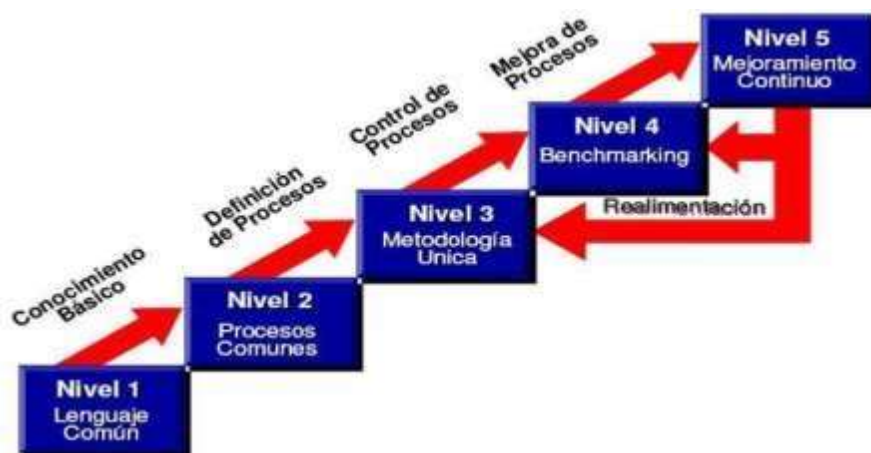 Nivel 5
Mejoramiento
Continuo
Mejora de
Procesos
Nivel 4
Benchmarking
Control de
Procesos
Realimentación
Nivel 3
Metodología
Unica
Definición
de Procesos
Nivel 2
Procesos
Comunes
Conocimiento
Básico
Nivel 1
Lenguaje
Común